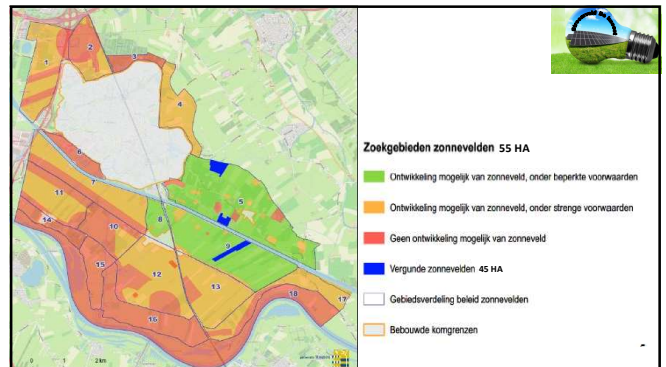 Zoekgebieden zonnevelden 55 HA
Ontwikkeling mogelijk van zonneveld, onder beperkte voorwaarden
Ontwikkeling mogelijk van zonneveld, onder strenge voorwaarden
Geen ontwikkeling mogelijk van zonneveld
Vergunde zonnevelden 45 HA
Gebiedsverdeling beleid zonnevelden
Bebouwde komgrenzen
1
2
3
4
5
6
7
8
9
10
11
12
13
14
15
16
17
18
0 1 2 km